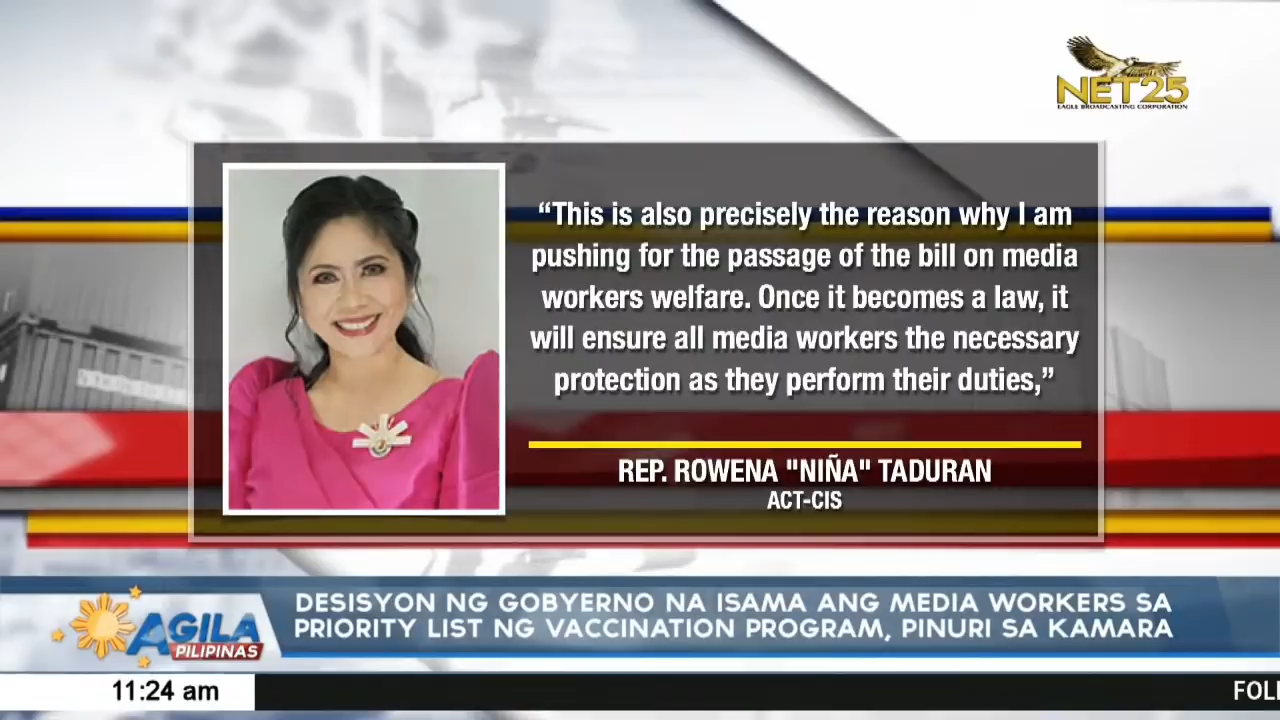 NET25
EAGLE BROADCASTING CORPORATION
“This is also precisely the reason why I am
pushing for the passage of the bill on media
workers welfare. Once it becomes a law, it
will ensure all media workers the necessary
protection as they perform their duties,”
REP. ROWENA "NIÑA" TADURAN
ACT-CIS
AGILA
PILIPINAS
DESISYON NG GOBYERNO NA ISAMA ANG MEDIA WORKERS SA
PRIORITY LIST NG VACCINATION PROGRAM, PINURI SA KAMARA
11:24 am